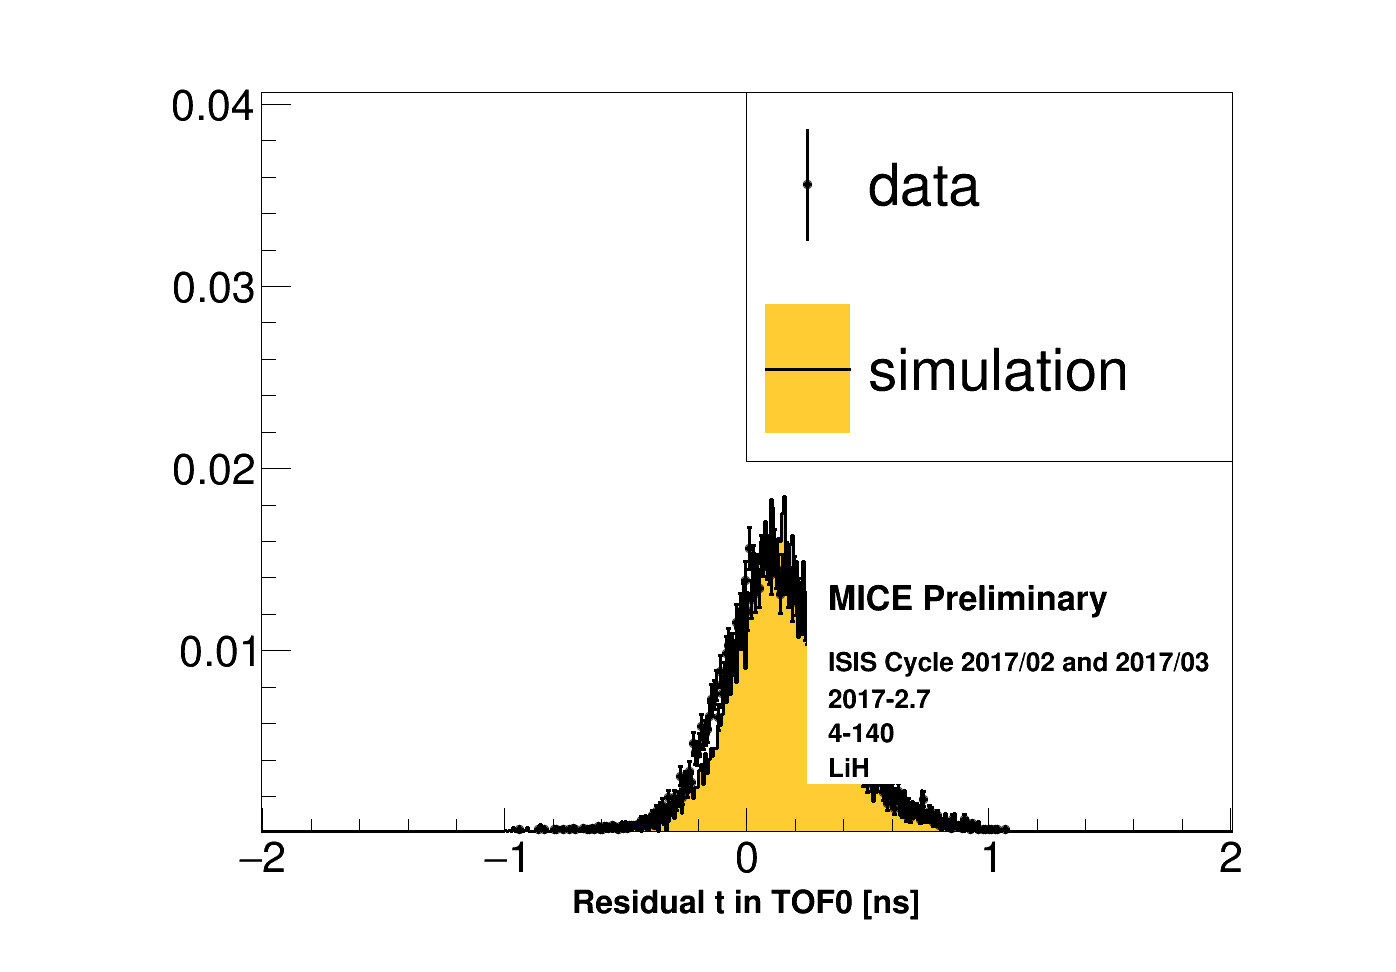 0.04
0.03
0.02
0.01
data
simulation
MICE Preliminary
ISIS Cycle 2017/02 and 2017/03
2017-2.7
4-140
LiH
−2
−1
0
1
2
Residual t in TOF0 [ns]